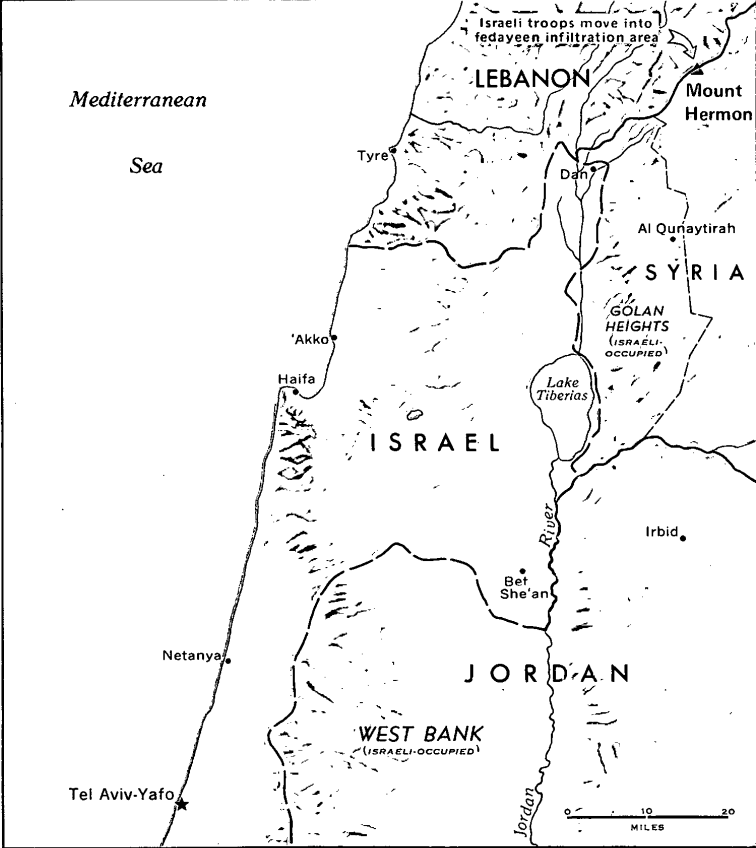 Israeli troops move into
fedayeen infiltration area
LEBANON
Mount
Hermon
Mediterranean
Sea
Tyre
Dan
Al Qunaytirah
SYRIA
GOLAN
HEIGHTS
(ISRAELI-
OCCUPIED)
'Akko
Haifa
Lake
Tiberias
ISRAEL
River
Irbid
Bet
She'an
Netanya
JORDAN
WEST BANK
(ISRAELI-OCCUPIED)
Tel Aviv-Yafo
Jordan
0 10 20
MILES